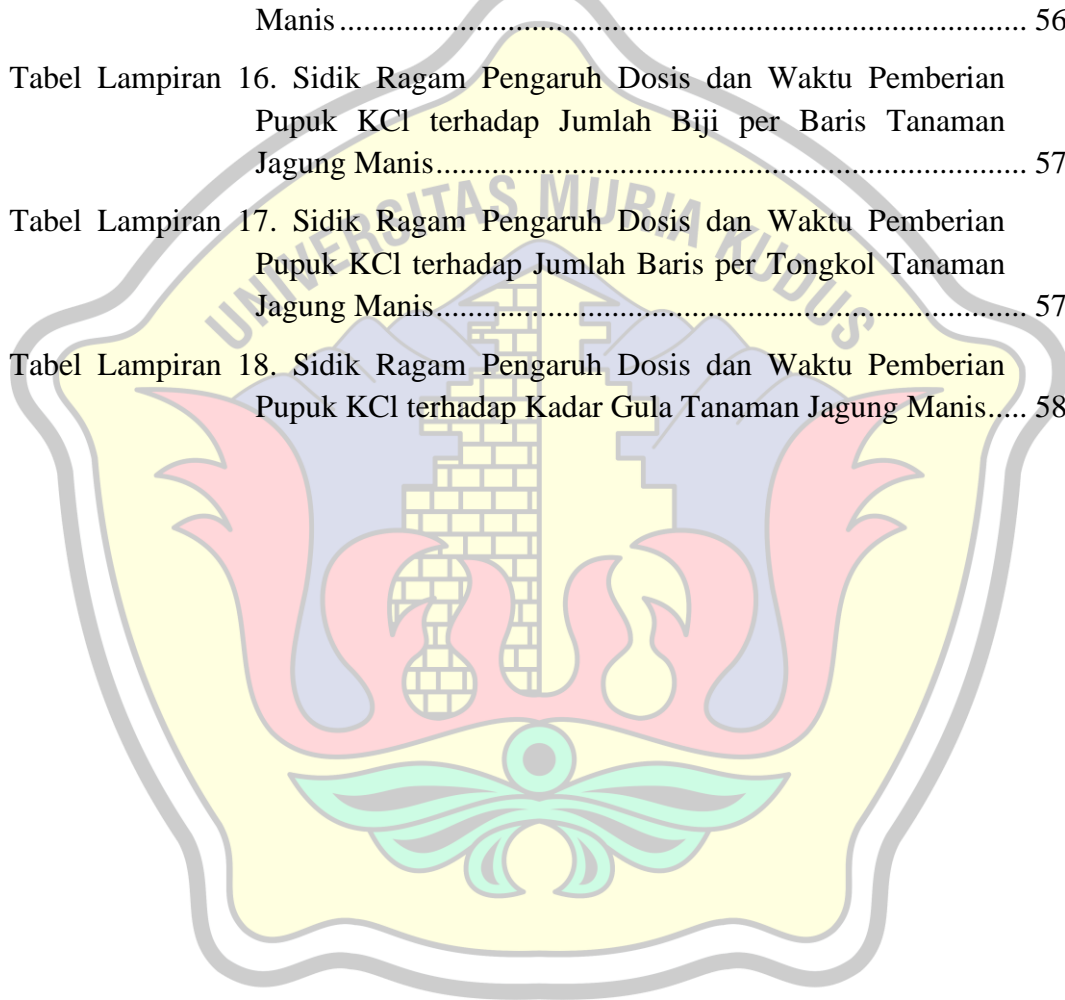 Manis ........................................................................................ 56
Tabel Lampiran 16. Sidik Ragam Pengaruh Dosis dan Waktu Pemberian
Pupuk KCl terhadap Jumlah Biji per Baris Tanaman
Jagung Manis ............................................................................ 57
Tabel Lampiran 17. Sidik Ragam Pengaruh Dosis dan Waktu Pemberian
Pupuk KCl terhadap Jumlah Baris per Tongkol Tanaman
Jagung Manis ............................................................................ 57
Tabel Lampiran 18. Sidik Ragam Pengaruh Dosis dan Waktu Pemberian
Pupuk KCl terhadap Kadar Gula Tanaman Jagung Manis ..... 58
UNIVERSITAS MURIA KUDUS